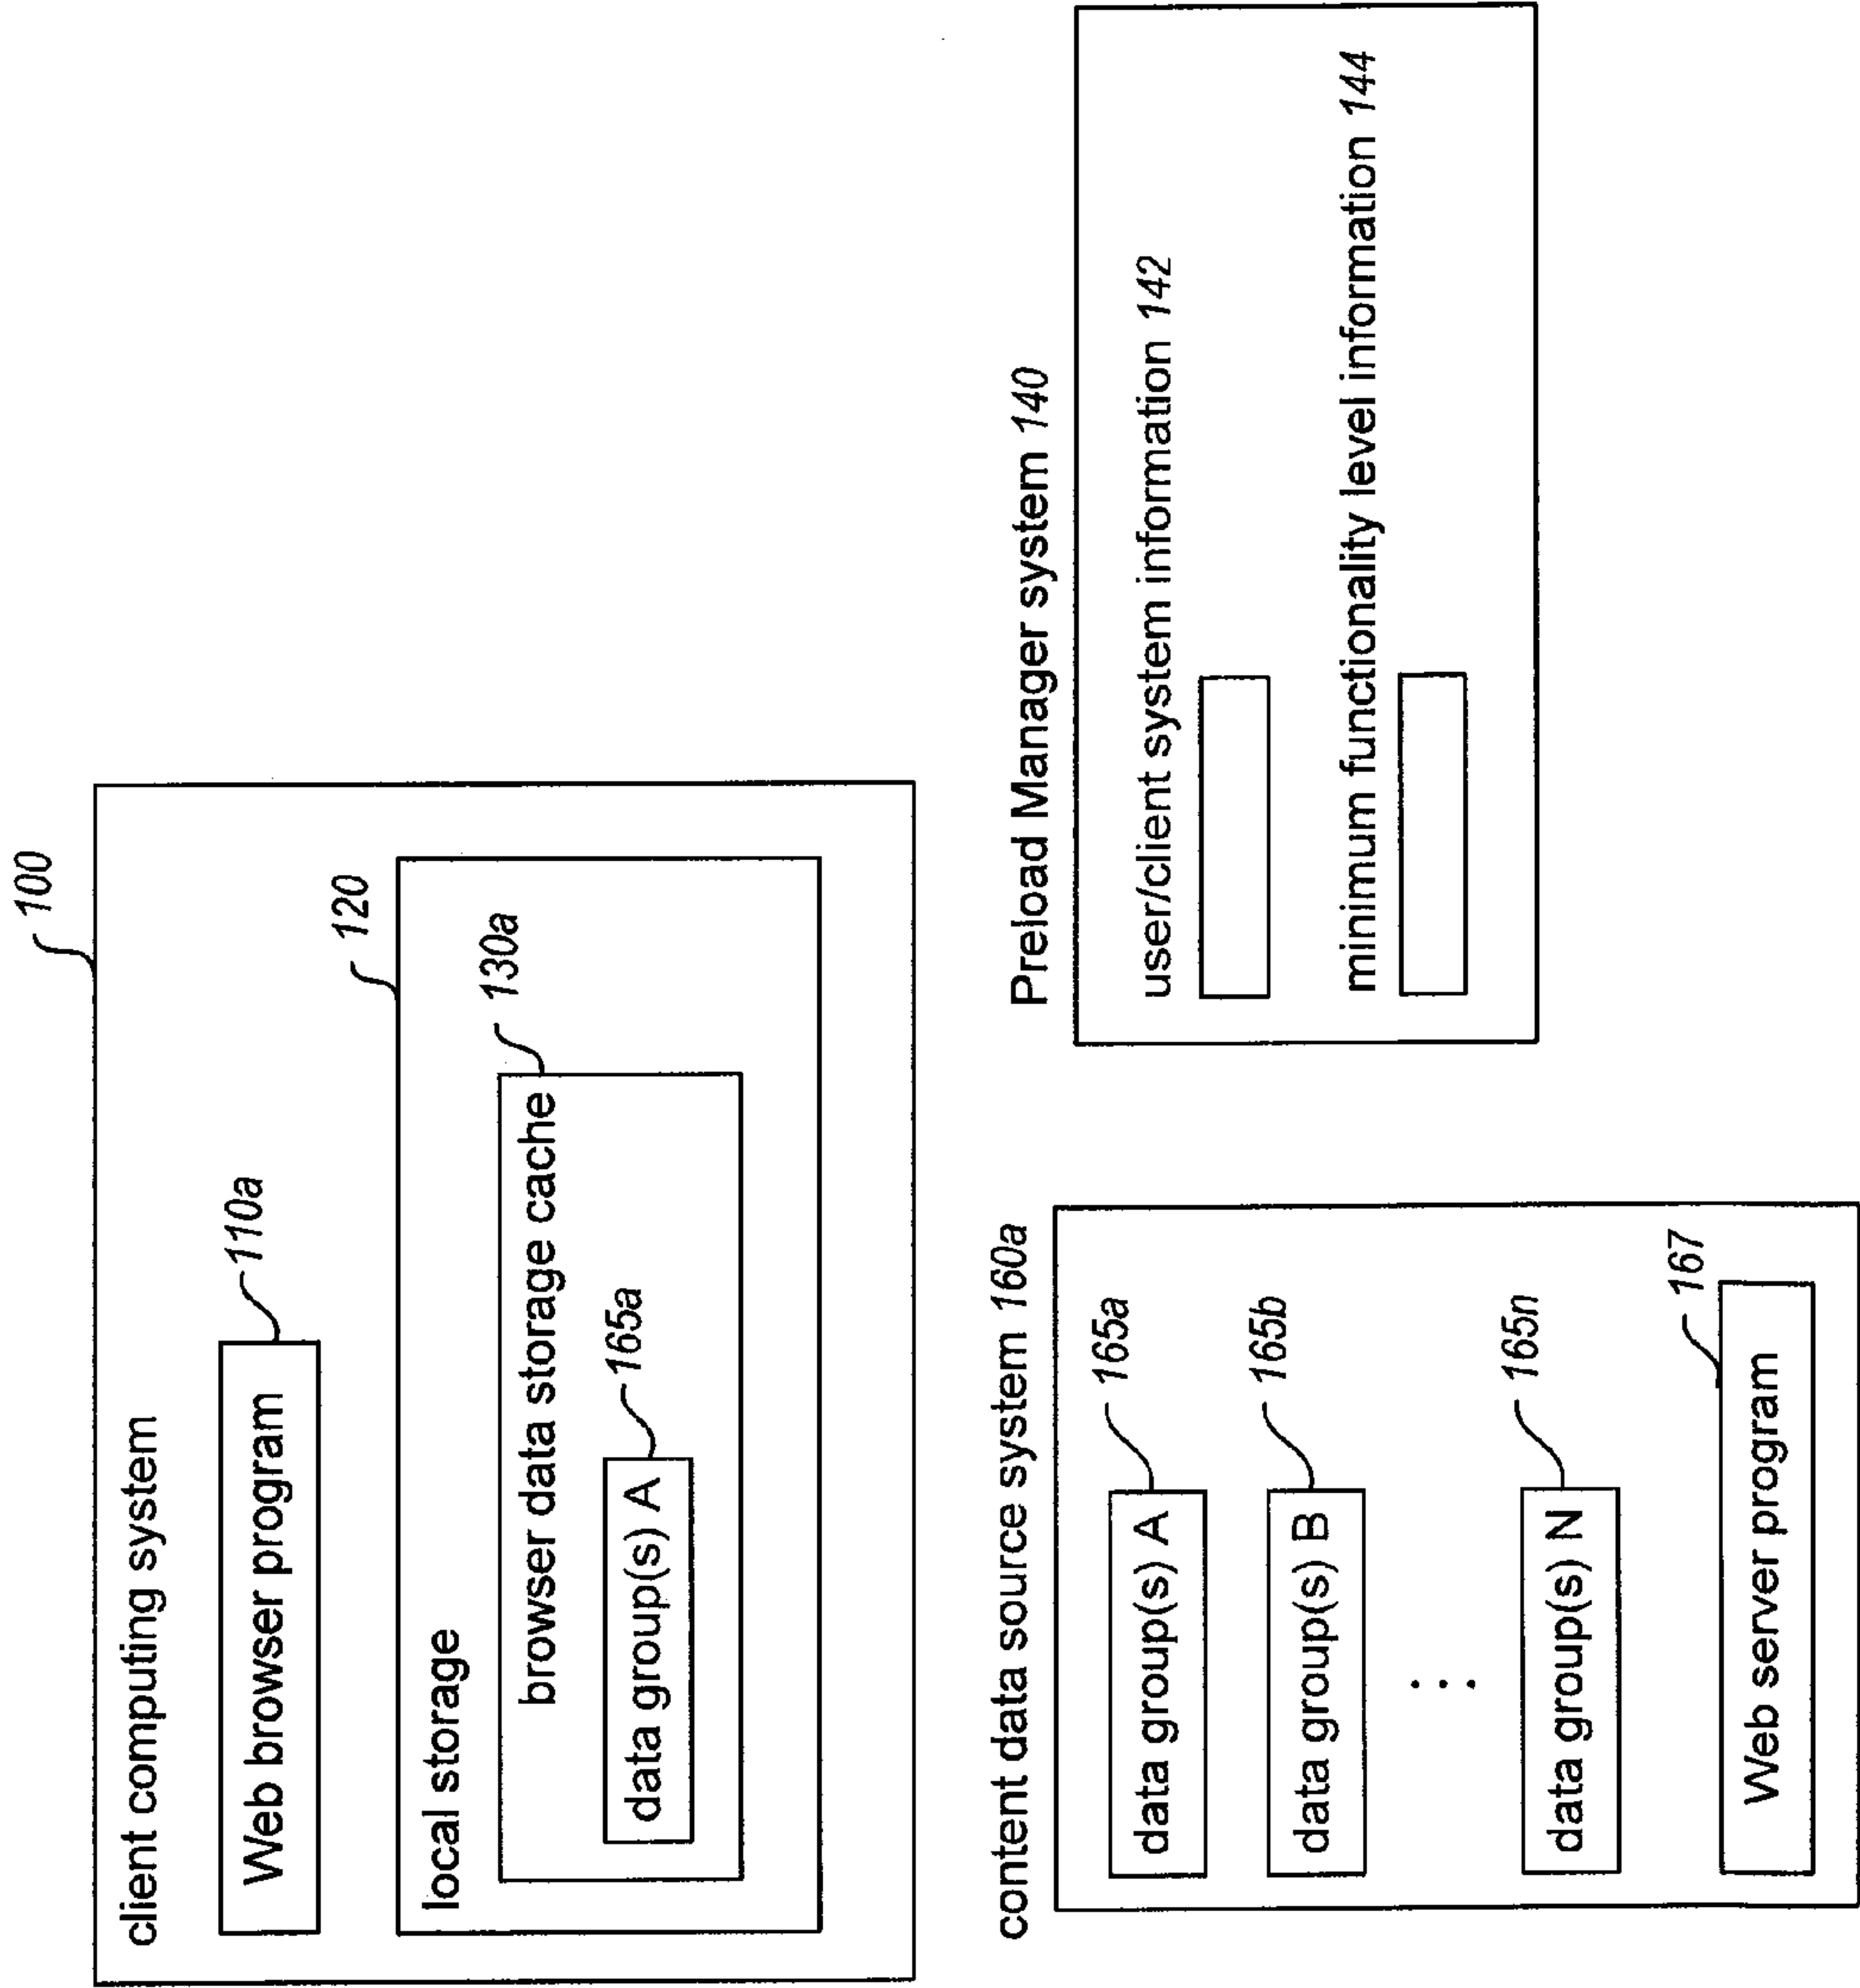 100
client computing system
110a
Web browser program
120
local storage
130a
browser data storage cache
165a
data group(s) A
content data source system 160a
165a
data group(s) A
165b
data group(s) B
...
165n
data group(s) N
167
Web server program
Preload Manager system 140
user/client system information 142
minimum functionality level information 144